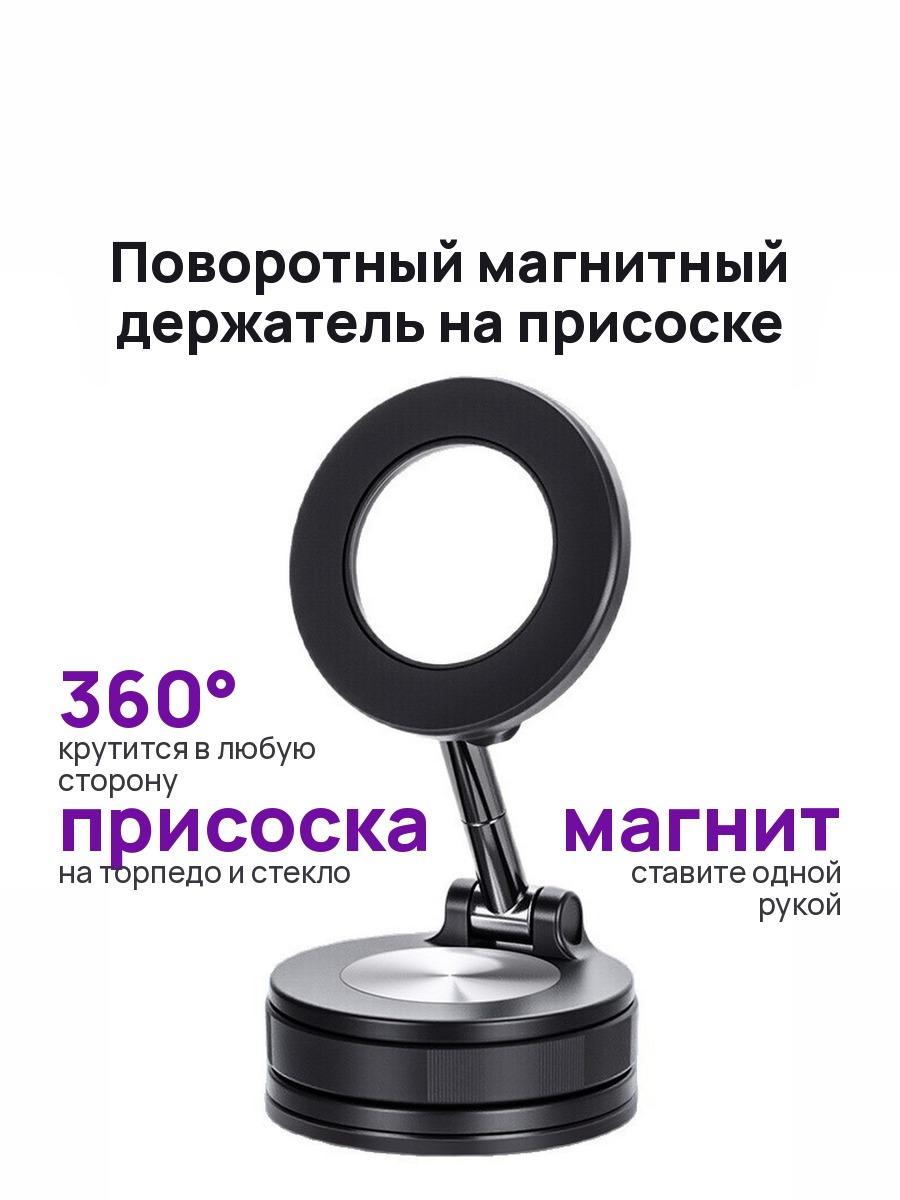 Поворотный магнитный
держатель на присоске
360°
крутится в любую
сторону
присоска
на торпедо и стекло
магнит
ставите одной
рукой